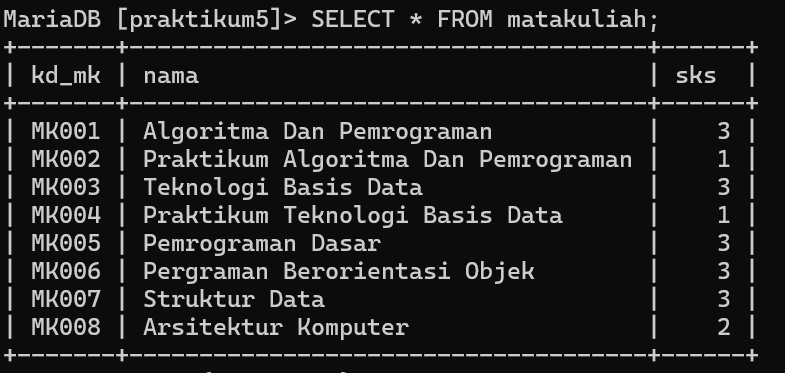 MariaDB [praktikum5]> SELECT * FROM matakuliah;
+-------+------------------------------------+------+
| kd_mk | nama                               | sks  |
+-------+------------------------------------+------+
| MK001 | Algoritma Dan Pemrograman          |    3 |
| MK002 | Praktikum Algoritma Dan Pemrograman |    1 |
| MK003 | Teknologi Basis Data               |    3 |
| MK004 | Praktikum Teknologi Basis Data     |    1 |
| MK005 | Pemrograman Dasar                  |    3 |
| MK006 | Pergraman Berorientasi Objek       |    3 |
| MK007 | Struktur Data                      |    3 |
| MK008 | Arsitektur Komputer                |    2 |
+-------+------------------------------------+------+